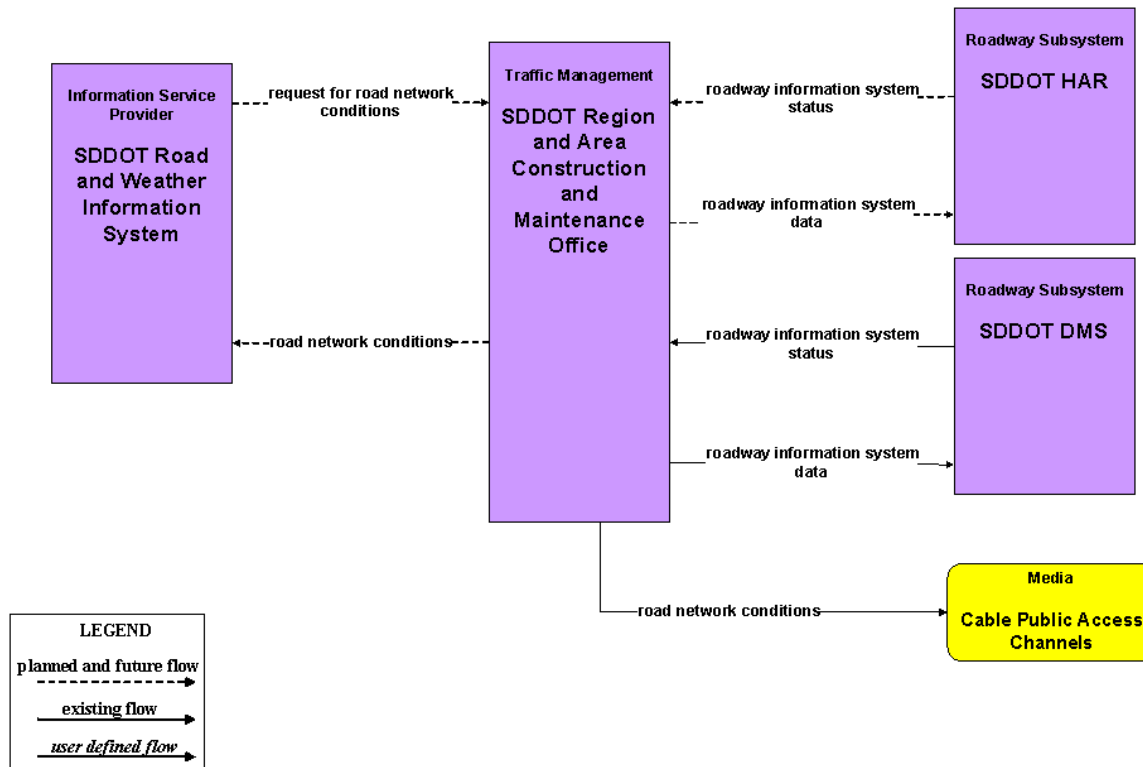 Information Service
Provider
SDDOT Road
and Weather
Information
System
request for road network
conditions
road network conditions
Traffic Management
SDDOT Region
and Area
Construction
and
Maintenance
Office
roadway information system
status
roadway information system
data
roadway information system
status
roadway information system
data
road network conditions
Roadway Subsystem
SDDOT HAR
Roadway Subsystem
SDDOT DMS
Media
Cable Public Access
Channels
LEGEND
planned and future flow
existing flow
user defined flow